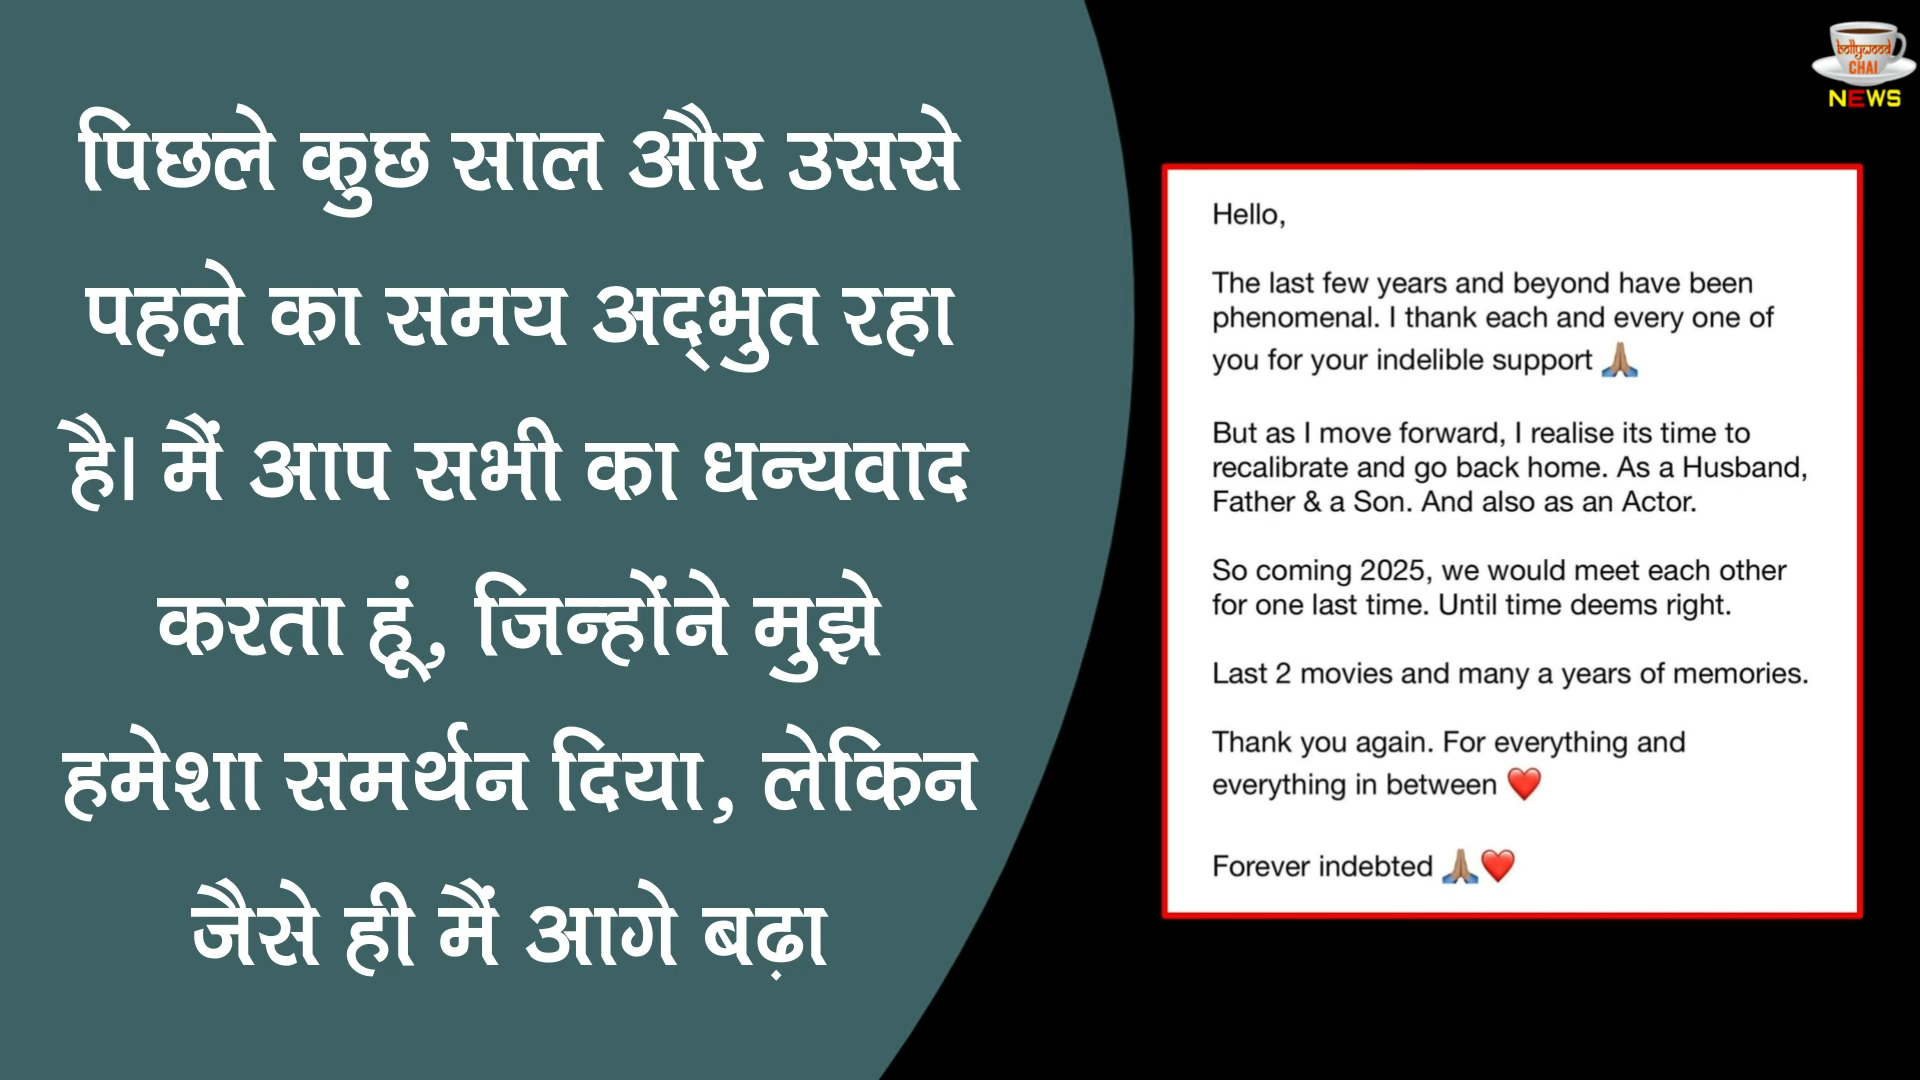 पिछले कुछ साल और उससे
पहले का समय अद्भुत रहा
है। मैं आप सभी का धन्यवाद
करता हूं, जिन्होंने मुझे
हमेशा समर्थन दिया, लेकिन
जैसे ही मैं आगे बढ़ा
bollywood
CHAI
NEWS
Hello,
The last few years and beyond have been
phenomenal. I thank each and every one of
you for your indelible support 🙏🏽
But as I move forward, I realise its time to
recalibrate and go back home. As a Husband,
Father & a Son. And also as an Actor.
So coming 2025, we would meet each other
for one last time. Until time deems right.
Last 2 movies and many a years of memories.
Thank you again. For everything and
everything in between ❤️
Forever indebted 🙏🏽❤️